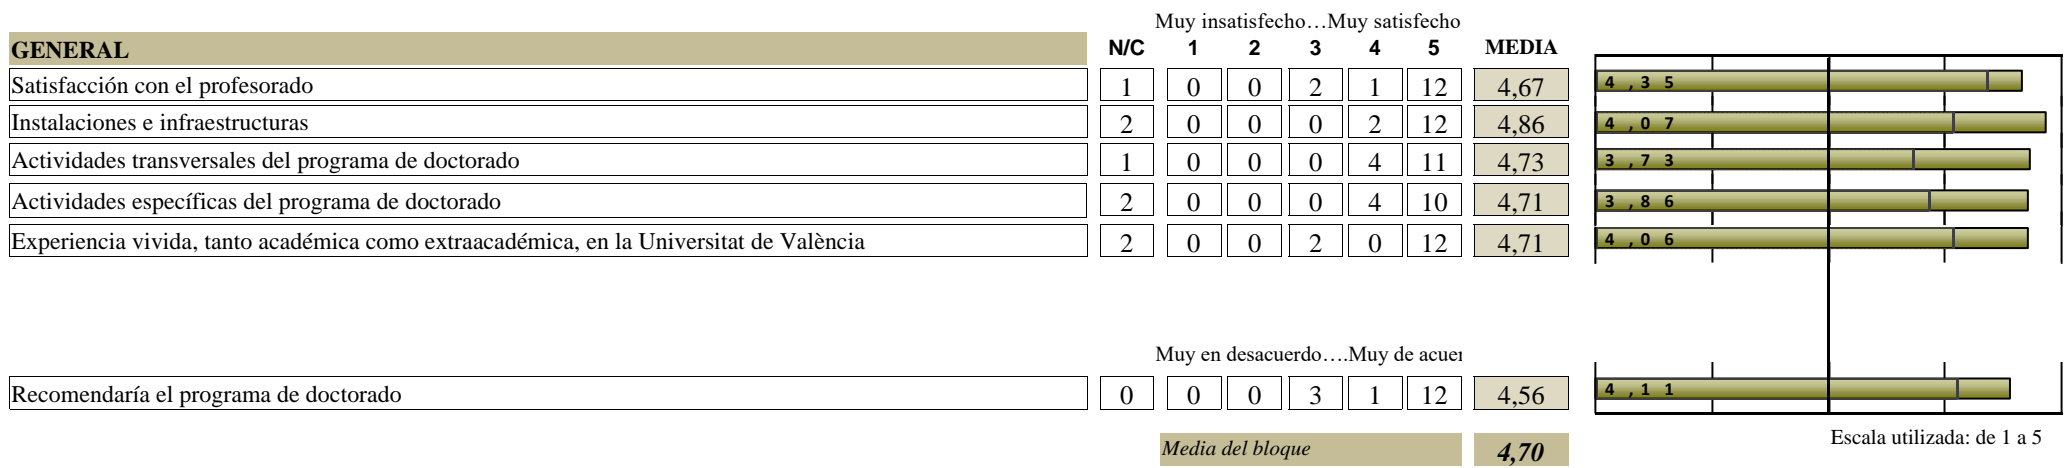 Muy insatisfecho…Muy satisfecho
GENERAL N/C 1 2 3 4 5 MEDIA
Satisfacción con el profesorado 1 0 0 2 1 12 4,67 4,35
Instalaciones e infraestructuras 2 0 0 0 2 12 4,86 4,07
Actividades transversales del programa de doctorado 1 0 0 0 4 11 4,73 3,73
Actividades específicas del programa de doctorado 2 0 0 0 4 10 4,71 3,86
Experiencia vivida, tanto académica como extraacadémica, en la Universitat de València 2 0 0 2 0 12 4,71 4,06
Muy en desacuerdo….Muy de acuer
Recomendaría el programa de doctorado 0 0 0 3 1 12 4,56 4,11
Media del bloque 4,70
Escala utilizada: de 1 a 5